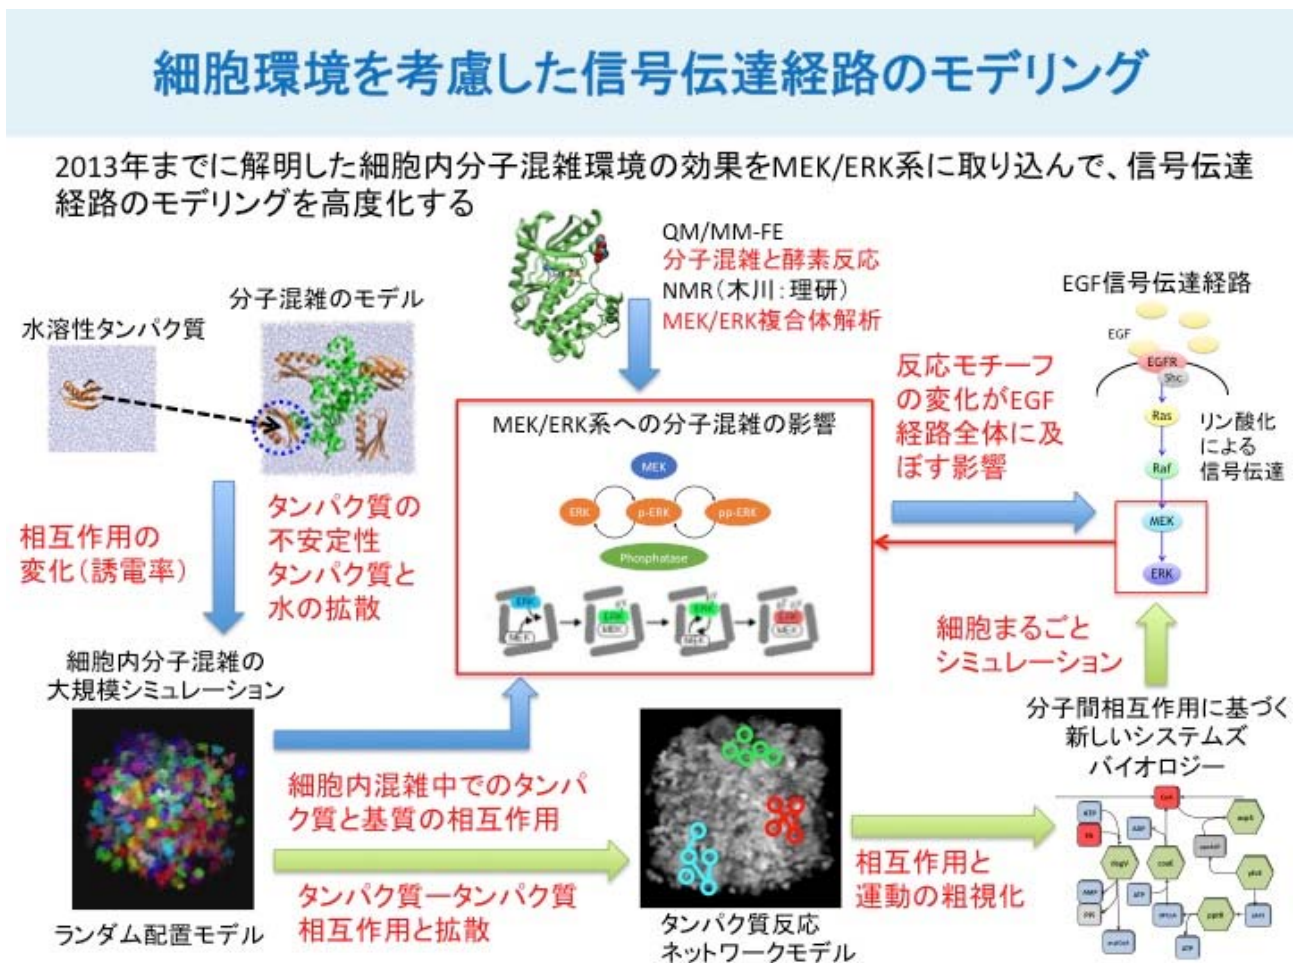 細胞環境を考慮した信号伝達経路のモデリング
2013年までに解明した細胞内分子混雑環境の効果をMEK/ERK系に取り込んで、信号伝達
経路のモデリングを高度化する
QM/MM-FE
分子混雑と酵素反応
NMR（木川：理研）
MEK/ERK複合体解析
分子混雑のモデル
水溶性タンパク質
EGF信号伝達経路
EGF
EGFR
Shc
Ras
Raf
MEK
ERK
リン酸化
による
信号伝達
反応モチーフ
の変化がEGF
経路全体に及
ぼす影響
MEK/ERK系への分子混雑の影響
MEK
ERK
p-ERK
pp-ERK
Phosphatase
ERK
MEK
ERK
MEK
ERK
MEK
ERK
MEK
相互作用の
変化（誘電率）
タンパク質の
不安定性
タンパク質と
水の拡散
細胞まるごと
シミュレーション
細胞内分子混雑の
大規模シミュレーション
ランダム配置モデル
細胞内混雑中でのタンパ
ク質と基質の相互作用
タンパク質ータンパク質
相互作用と拡散
タンパク質反応
ネットワークモデル
相互作用と
運動の粗視化
分子間相互作用に基づく
新しいシステムズ
バイオロジー